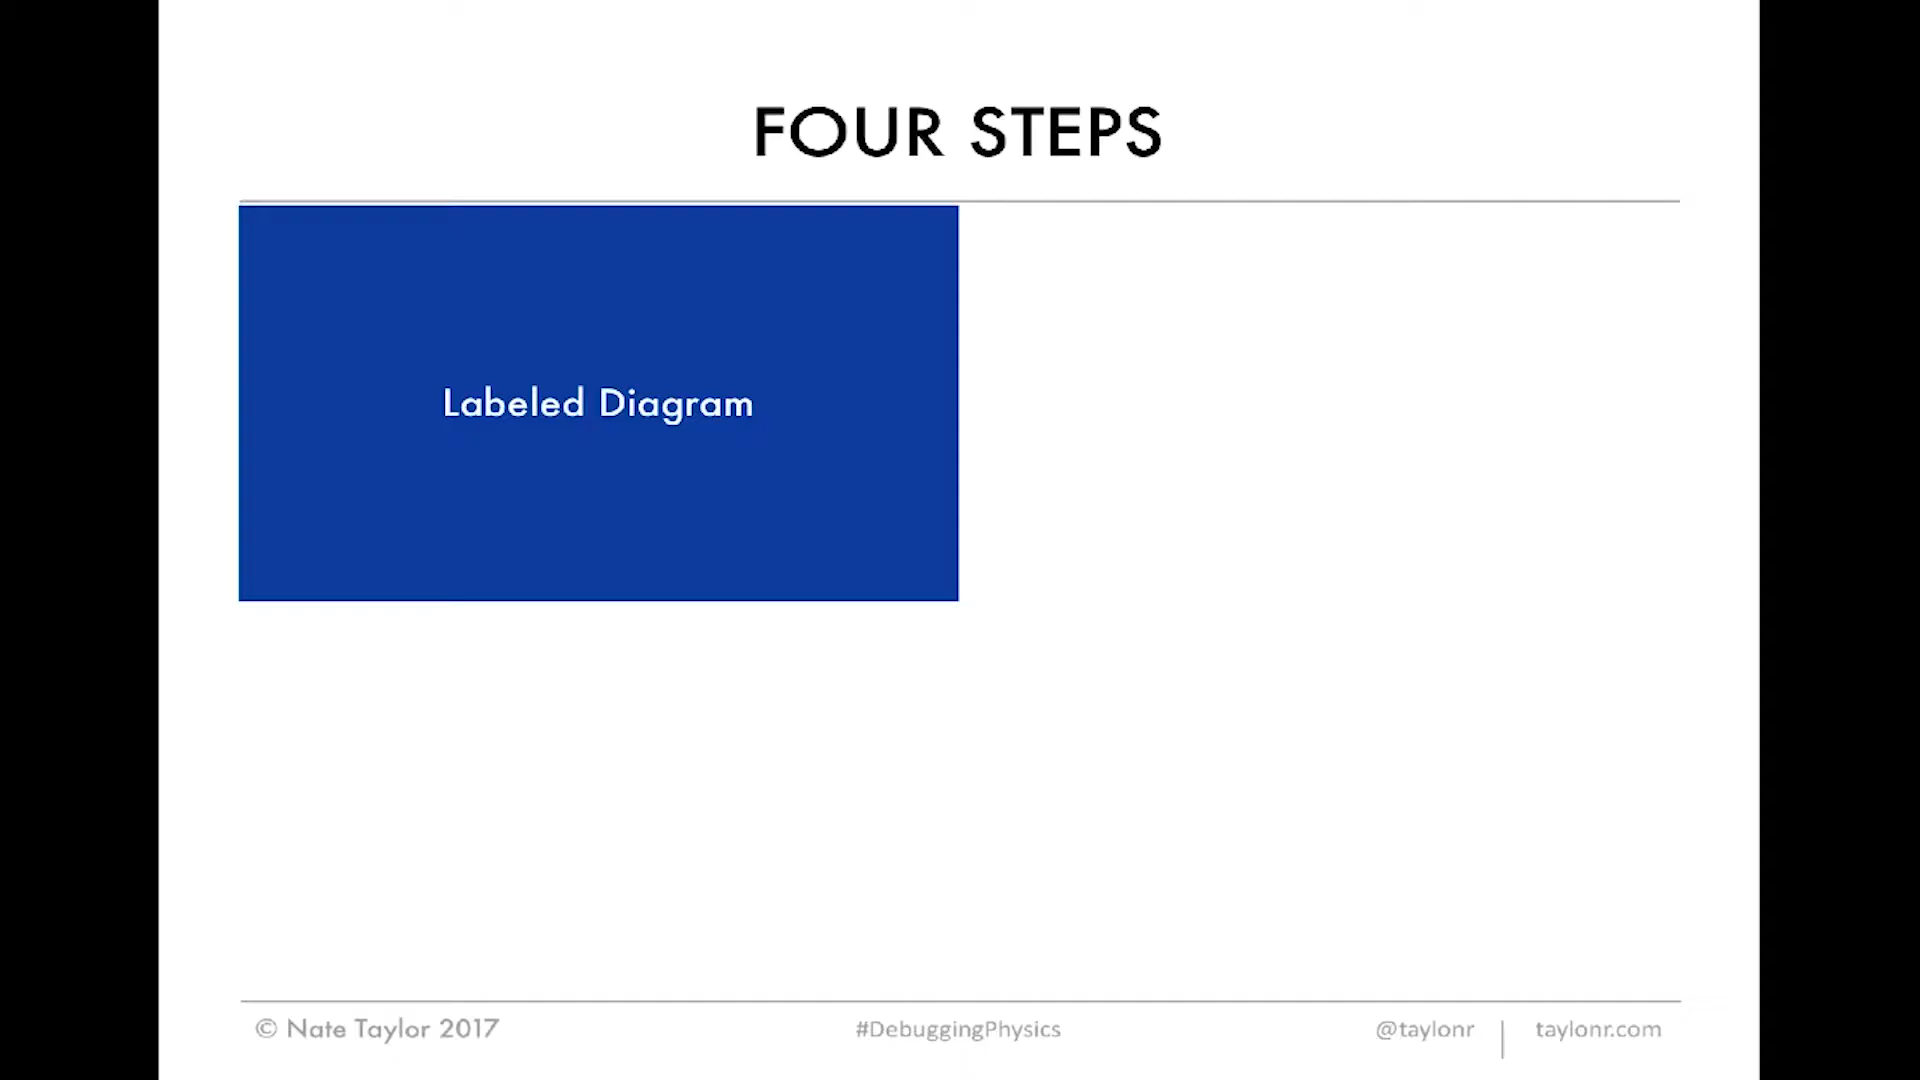 FOUR STEPS
Labeled Diagram
© Nate Taylor 2017
#DebuggingPhysics
@taylonr | taylonr.com